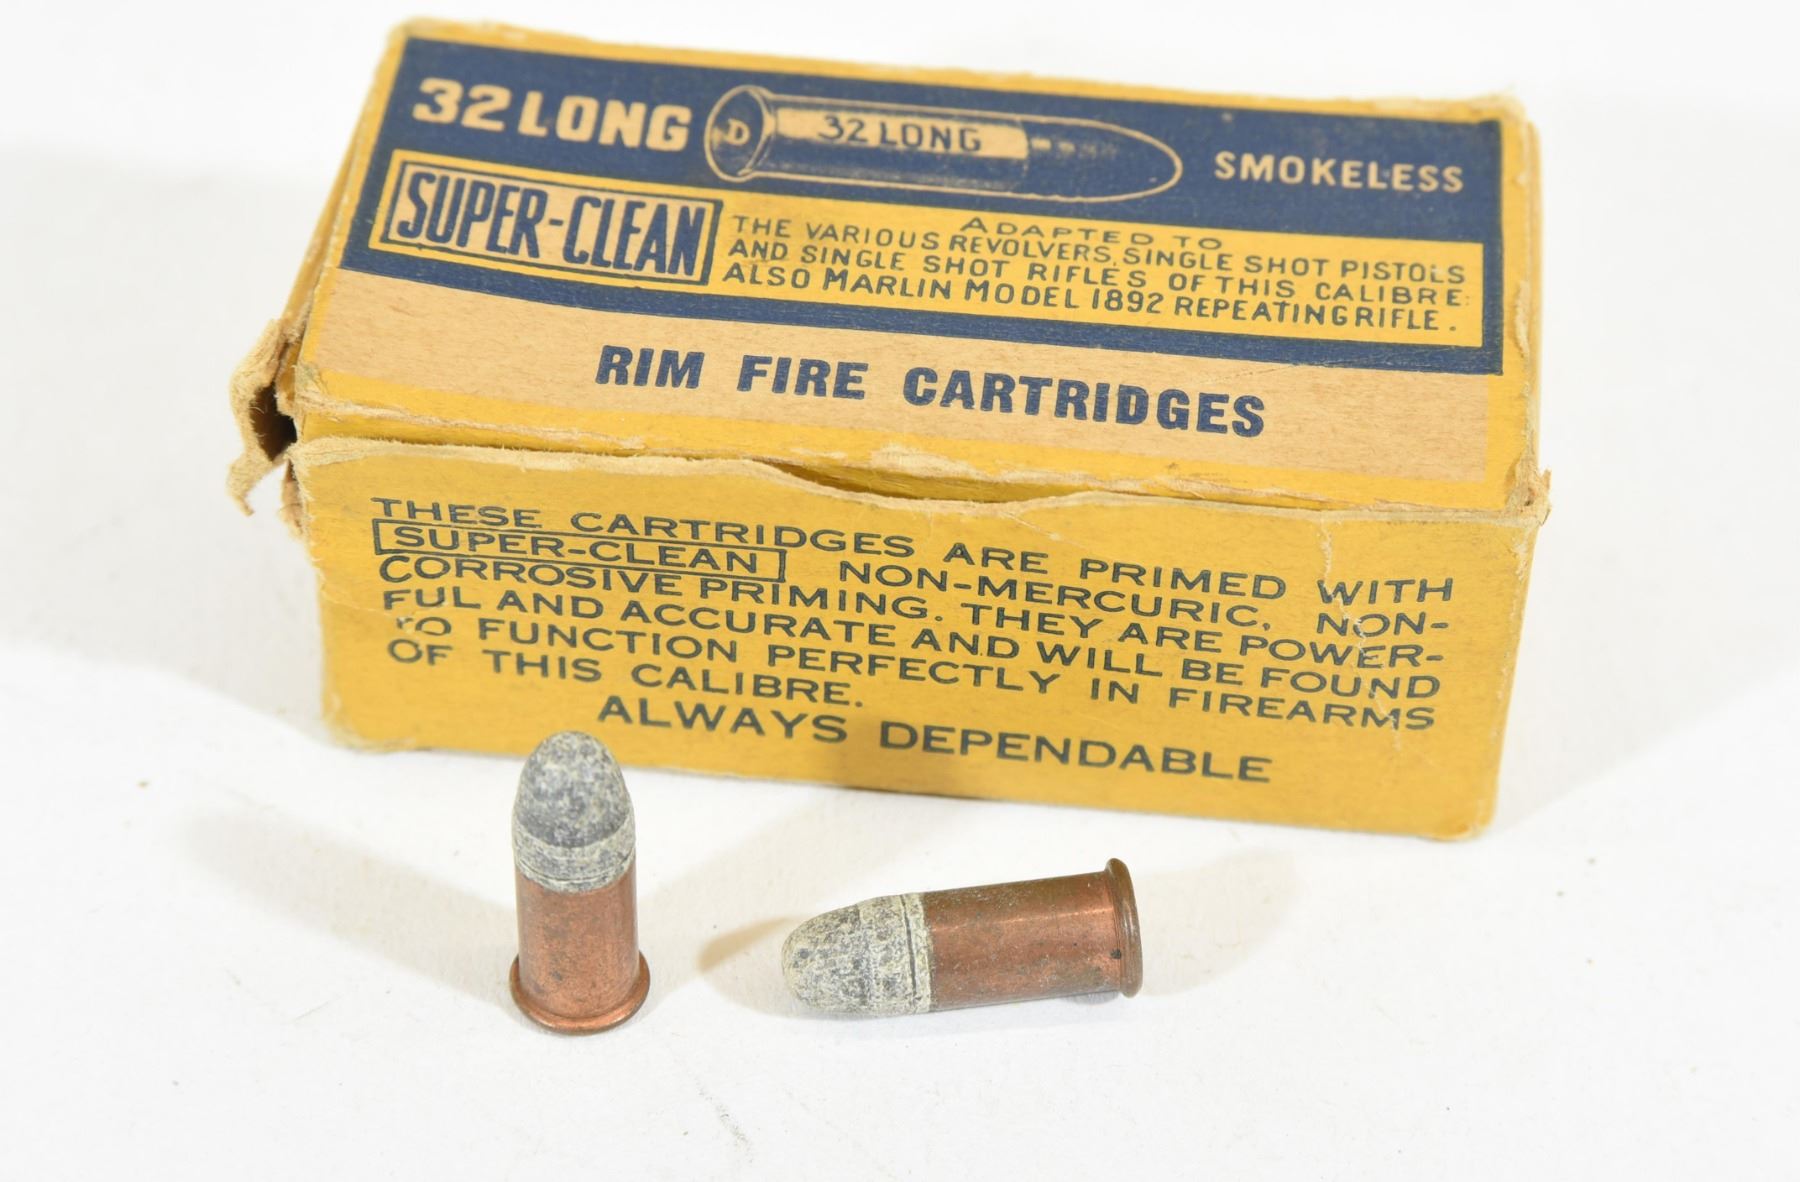 32 LONG
D
32 LONG
SMOKELESS
SUPER-CLEAN
ADAPTED TO
THE VARIOUS REVOLVERS, SINGLE SHOT PISTOLS
AND SINGLE SHOT RIFLES OF THIS CALIBRE:
ALSO MARLIN MODEL 1892 REPEATING RIFLE.
RIM FIRE CARTRIDGES
THESE CARTRIDGES ARE PRIMED WITH
SUPER-CLEAN NON-MERCURIC, NON-
CORROSIVE PRIMING. THEY ARE POWER-
FUL AND ACCURATE AND WILL BE FOUND
TO FUNCTION PERFECTLY IN FIREARMS
OF THIS CALIBRE.
ALWAYS DEPENDABLE